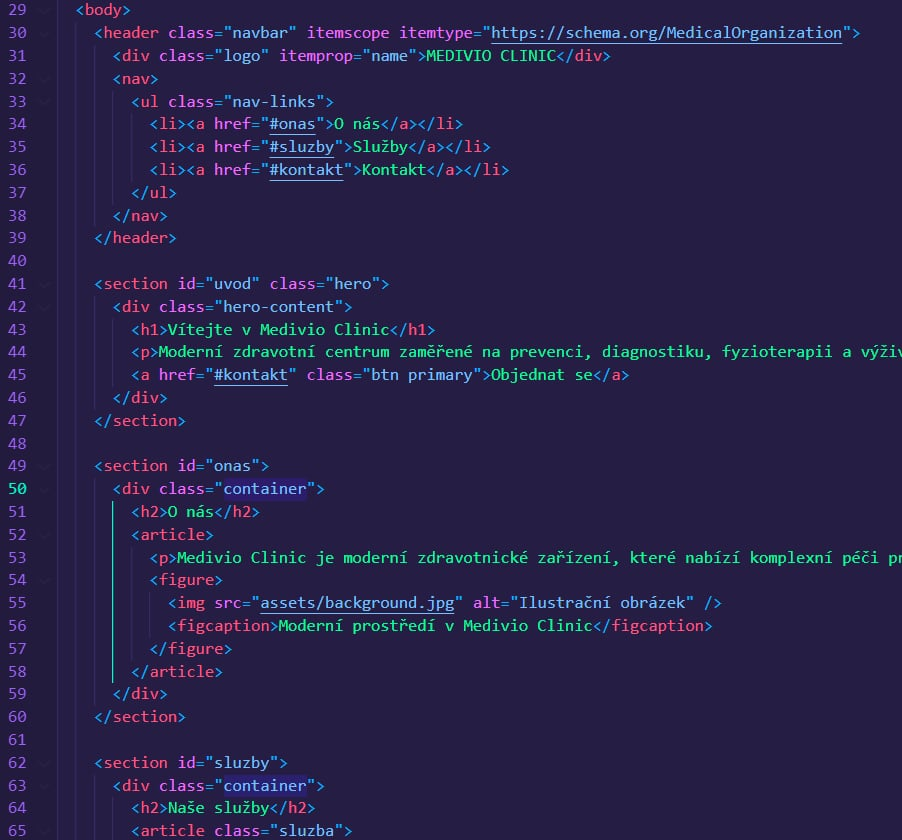 29 <body>
30 <header class="navbar" itemscope itemtype="https://schema.org/MedicalOrganization">
31 <div class="logo" itemprop="name">MEDIVIO CLINIC</div>
32 <nav>
33 <ul class="nav-links">
34 <li><a href="#onas">O nás</a></li>
35 <li><a href="#sluzby">Služby</a></li>
36 <li><a href="#kontakt">Kontakt</a></li>
37 </ul>
38 </nav>
39 </header>
40
41 <section id="uvod" class="hero">
42 <div class="hero-content">
43 <h1>Vítejte v Medivio Clinic</h1>
44 <p>Moderní zdravotní centrum zaměřené na prevenci, diagnostiku, fyzioterapii a výživ
45 <a href="#kontakt" class="btn primary">Objednat se</a>
46 </div>
47 </section>
48
49 <section id="onas">
50 <div class="container">
51 <h2>O nás</h2>
52 <article>
53 <p>Medivio Clinic je moderní zdravotnické zařízení, které nabízí komplexní péči pr
54 <figure>
55 <img src="assets/background.jpg" alt="Ilustrační obrázek" />
56 <figcaption>Moderní prostředí v Medivio Clinic</figcaption>
57 </figure>
58 </article>
59 </div>
60 </section>
61
62 <section id="sluzby">
63 <div class="container">
64 <h2>Naše služby</h2>
65 <article class="sluzba">